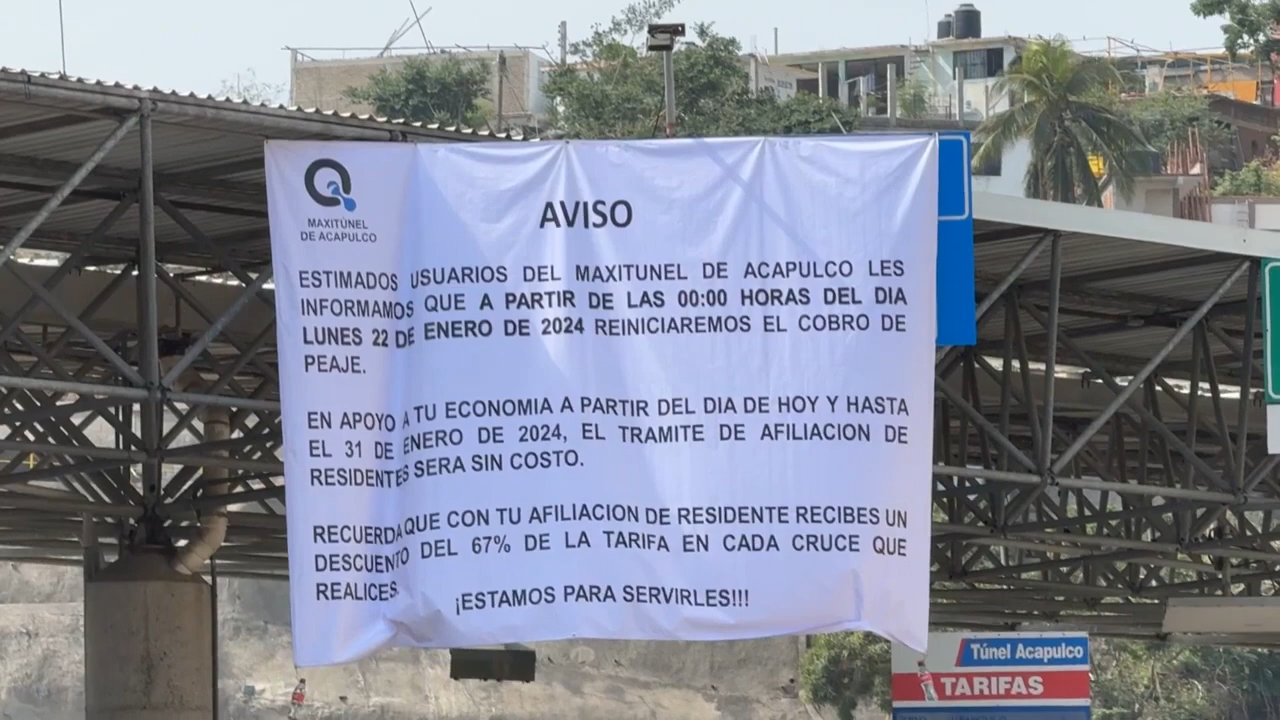 MAXITÚNEL
DE ACAPULCO
AVISO
ESTIMADOS USUARIOS DEL MAXITUNEL DE ACAPULCO LES
INFORMAMOS QUE A PARTIR DE LAS 00:00 HORAS DEL DIA
LUNES 22 DE ENERO DE 2024 REINICIAREMOS EL COBRO DE
PEAJE.
EN APOYO A TU ECONOMIA A PARTIR DEL DIA DE HOY Y HASTA
EL 31 DE ENERO DE 2024, EL TRAMITE DE AFILIACION DE
RESIDENTES SERA SIN COSTO.
RECUERDA QUE CON TU AFILIACION DE RESIDENTE RECIBES UN
DESCUENTO DEL 67% DE LA TARIFA EN CADA CRUCE QUE
REALICES.
¡ESTAMOS PARA SERVIRLES!!!
Túnel Acapulco
TARIFAS